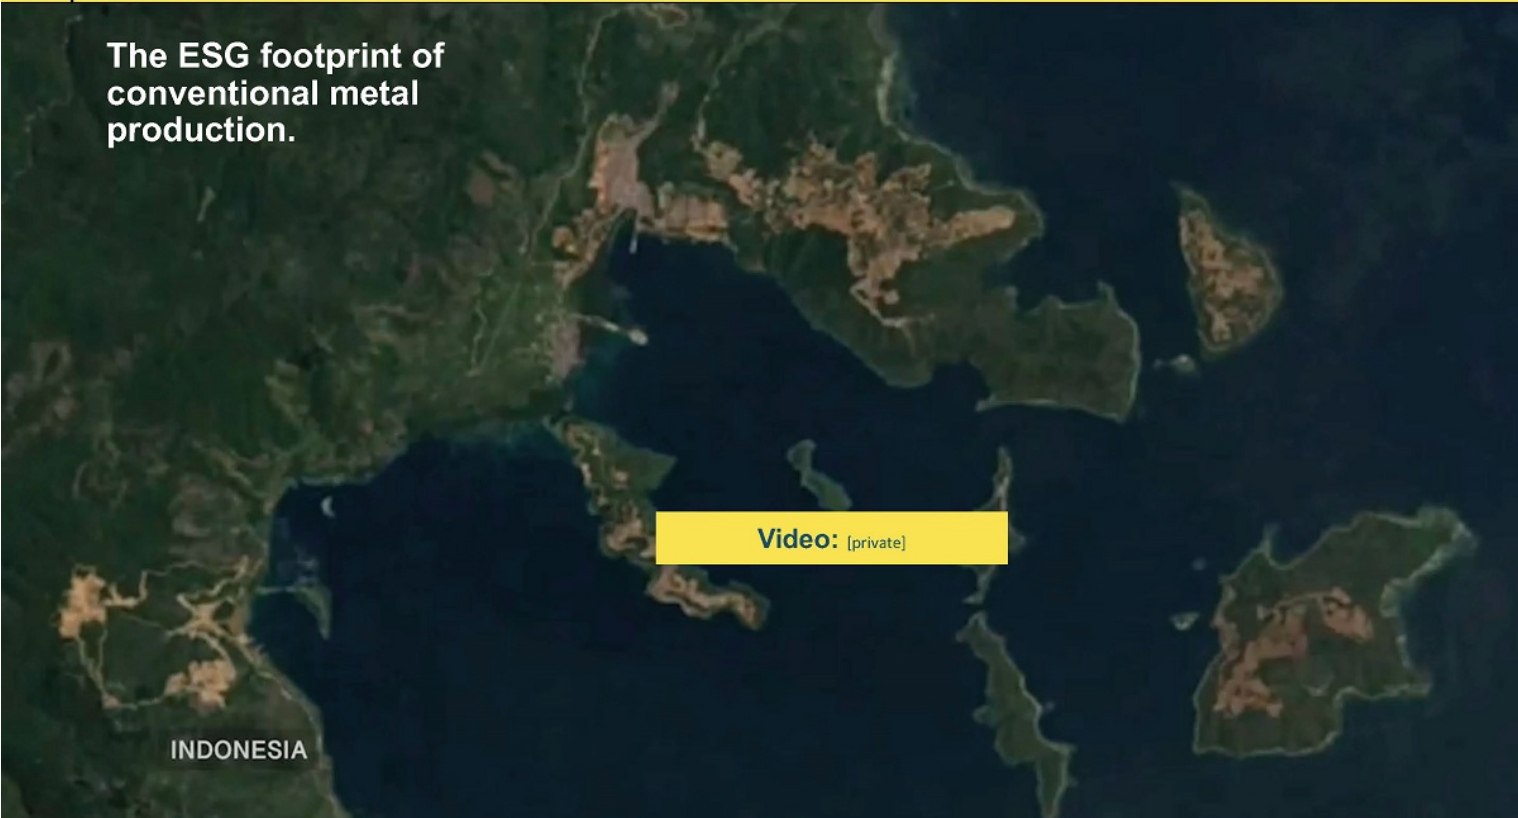 The ESG footprint of
conventional metal
production.
Video: [private]
INDONESIA